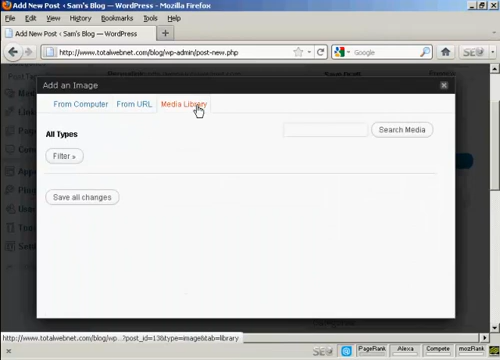 Add New Post ‹ Sam's Blog — WordPress - Mozilla Firefox
File Edit View History Bookmarks Tools Help
Add New Post ‹ Sam's Blog — WordPress
http://www.totalwebnet.com/blog/wp-admin/post-new.php
Google
Add an Image
From Computer From URL Media Library
All Types
Search Media
Filter »
Save all changes
http://www.totalwebnet.com/blog/wp...?post_id=13&type=image&tab=library
PageRank Alexa Compete mozRank